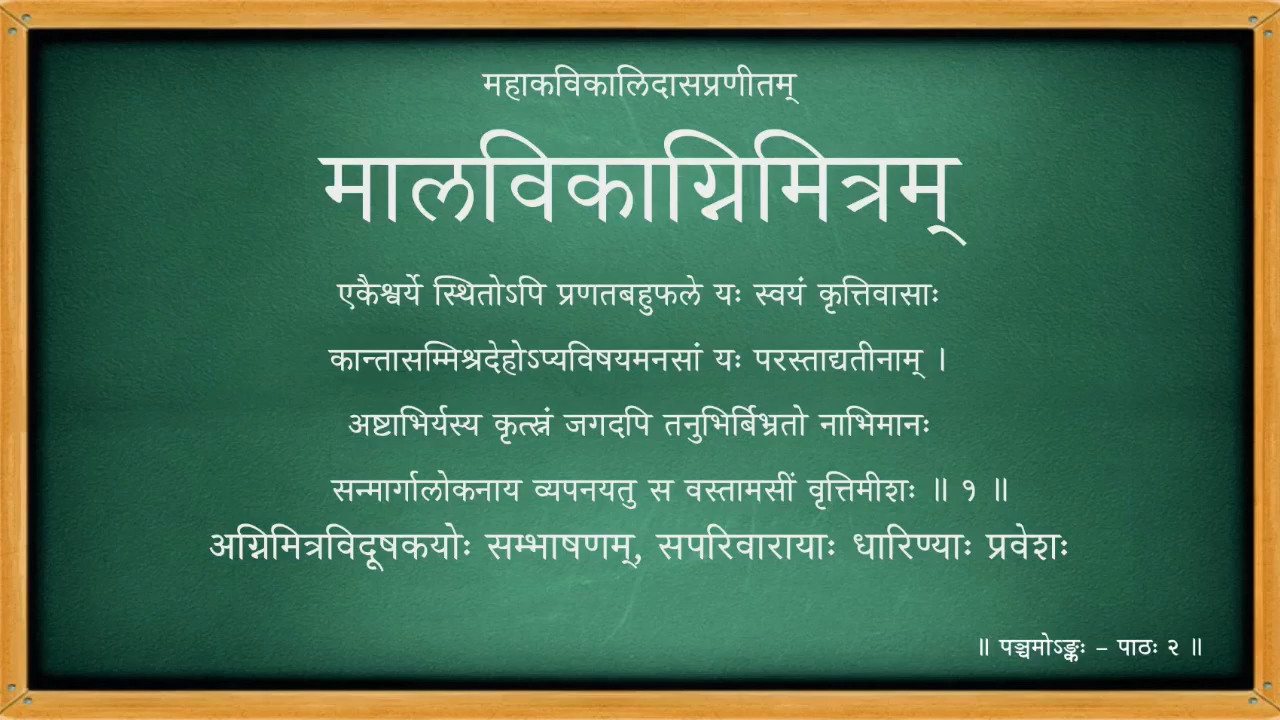 महाकविकालिदासप्रणीतम्
मालविकाग्निमित्रम्
एकैश्वर्ये स्थितोऽपि प्रणतबहुफले यः स्वयं कृत्तिवासाः
कान्तासम्मिश्रदेहोऽप्यविषयमनसां यः परस्ताद्यतीनाम् ।
अष्टाभिर्यस्य कृत्स्नं जगदपि तनुभिर्बिभ्रतो नाभिमानः
सन्मार्गालोकनाय व्यपनयतु स वस्तामसीं वृत्तिमीशः ॥ १ ॥
अग्निमित्रविदूषकयोः सम्भाषणम्, सपरिवारायाः धारिण्याः प्रवेशः
॥ पञ्चमोऽङ्कः – पाठः २ ॥